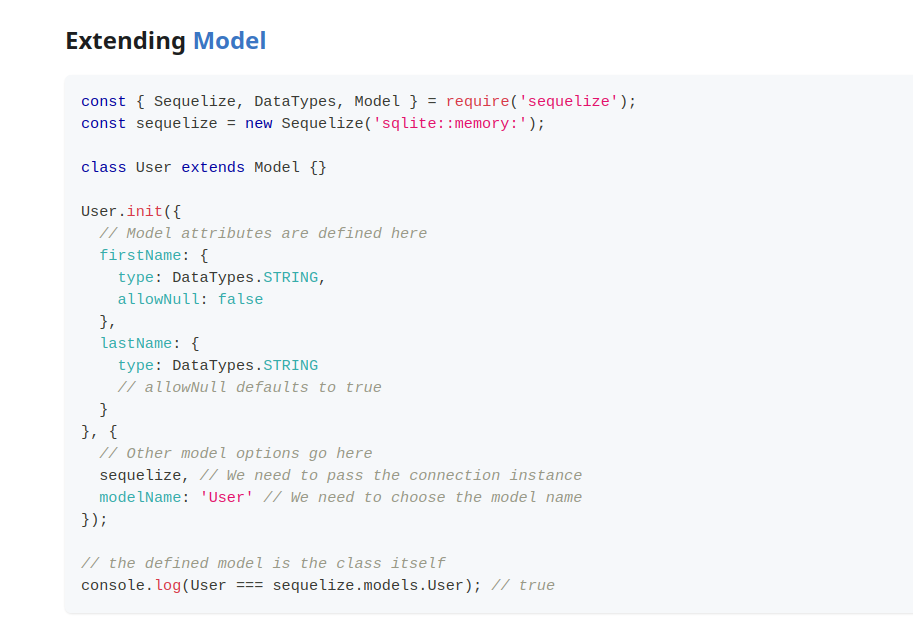 Extending Model
const { Sequelize, DataTypes, Model } = require('sequelize');
const sequelize = new Sequelize('sqlite::memory:');

class User extends Model {}

User.init({
  // Model attributes are defined here
  firstName: {
    type: DataTypes.STRING,
    allowNull: false
  },
  lastName: {
    type: DataTypes.STRING
    // allowNull defaults to true
  }
}, {
  // Other model options go here
  sequelize, // We need to pass the connection instance
  modelName: 'User' // We need to choose the model name
});

// the defined model is the class itself
console.log(User === sequelize.models.User); // true